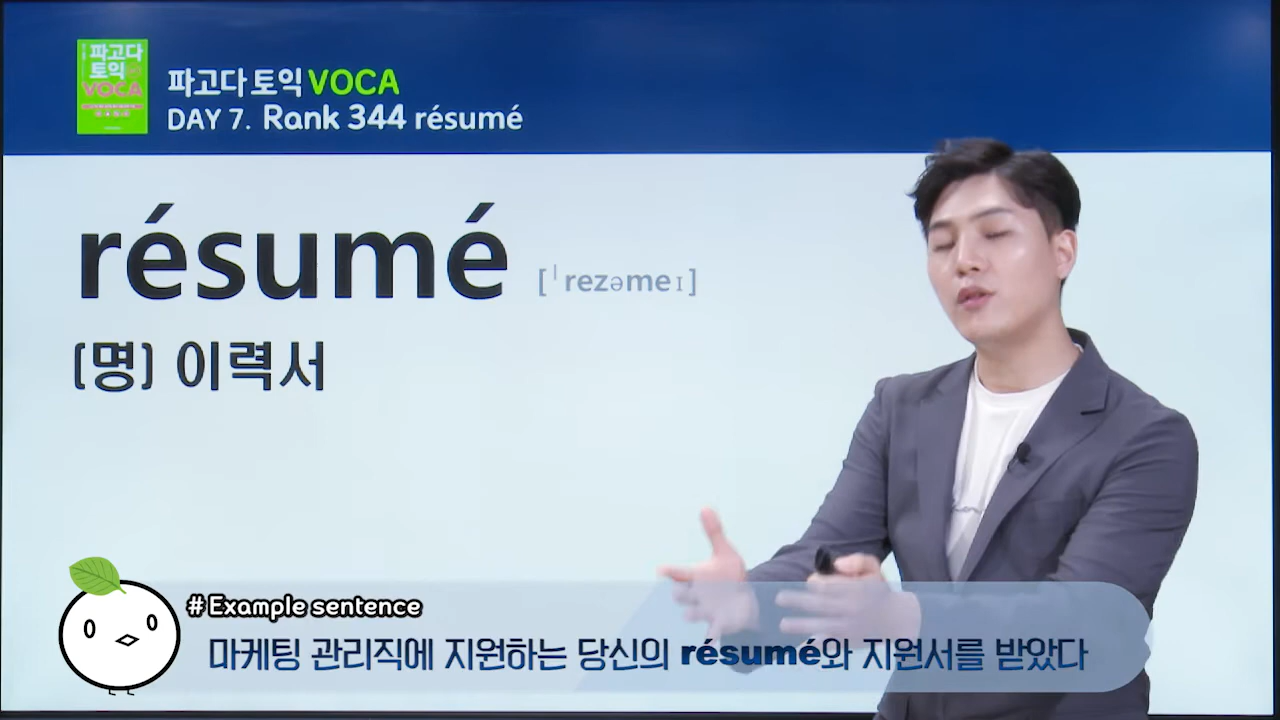 파고다
토익
VOCA
파고다 토익 VOCA
DAY 7. Rank 344 résumé
résumé [ˈrezəmeɪ]
(명) 이력서
# Example sentence
마케팅 관리직에 지원하는 당신의 résumé와 지원서를 받았다